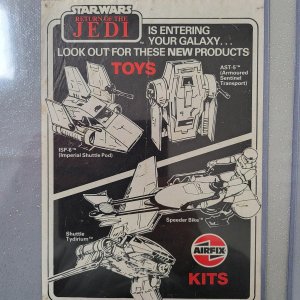 STAR WARS
RETURN OF THE
JEDI
IS ENTERING
YOUR GALAXY...
LOOK OUT FOR THESE NEW PRODUCTS
TOYS
AST-5™
(Armoured
Sentinel
Transport)
ISP-6™
(Imperial Shuttle Pod)
Speeder Bike™
Shuttle
Tydirium™
AIRFIX
KITS